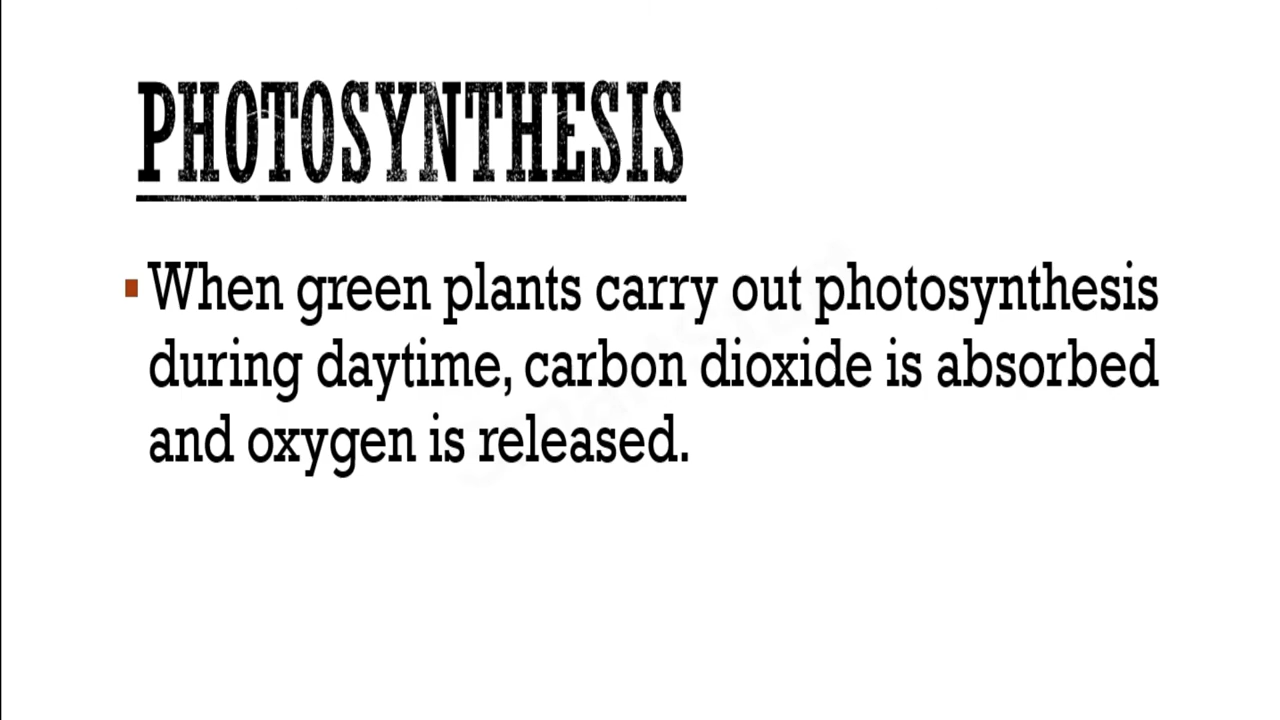 PHOTOSYNTHESIS
▪ When green plants carry out photosynthesis
during daytime, carbon dioxide is absorbed
and oxygen is released.